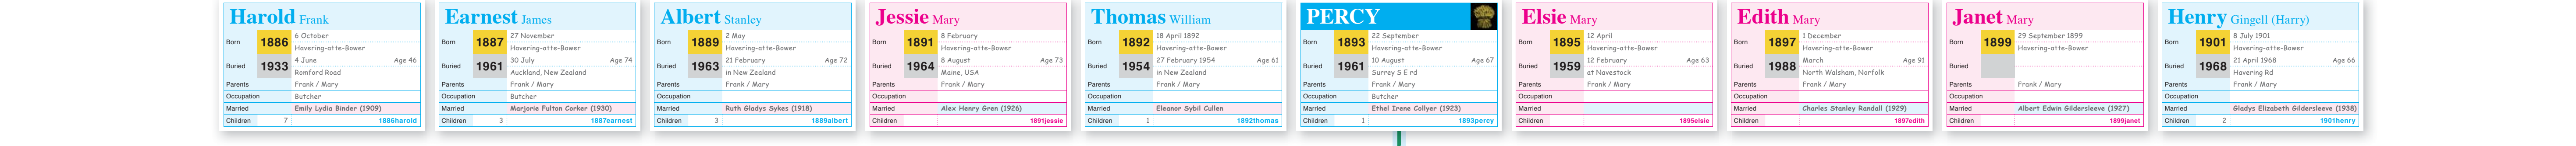 Harold Frank
Born 1886 6 October
Havering-atte-Bower
Buried 1933 4 June Age 46
Romford Road
Parents Frank / Mary
Occupation Butcher
Married Emily Lydia Binder (1909)
Children 7 1886harold
Earnest James
Born 1887 27 November
Havering-atte-Bower
Buried 1961 30 July Age 74
Auckland, New Zealand
Parents Frank / Mary
Occupation Butcher
Married Marjorie Fulton Corker (1930)
Children 3 1887earnest
Albert Stanley
Born 1889 2 May
Havering-atte-Bower
Buried 1963 21 February Age 72
in New Zealand
Parents Frank / Mary
Occupation
Married Ruth Gladys Sykes (1918)
Children 3 1889albert
Jessie Mary
Born 1891 8 February
Havering-atte-Bower
Buried 1964 8 August Age 73
Maine, USA
Parents Frank / Mary
Occupation
Married Alex Henry Gren (1926)
Children 1891jessie
Thomas William
Born 1892 18 April 1892
Havering-atte-Bower
Buried 1954 27 February 1954 Age 61
in New Zealand
Parents Frank / Mary
Occupation
Married Eleanor Sybil Cullen
Children 1 1892thomas
PERCY
Born 1893 22 September
Havering-atte-Bower
Buried 1961 10 August Age 67
Surrey S E rd
Parents Frank / Mary
Occupation Butcher
Married Ethel Irene Collyer (1923)
Children 1 1893percy
Elsie Mary
Born 1895 12 April
Havering-atte-Bower
Buried 1959 12 February Age 63
at Navestock
Parents Frank / Mary
Occupation
Married
Children 1895elsie
Edith Mary
Born 1897 1 December
Havering-atte-Bower
Buried 1988 March Age 91
North Walsham, Norfolk
Parents Frank / Mary
Occupation
Married Charles Stanley Randall (1929)
Children 1897edith
Janet Mary
Born 1899 29 September 1899
Havering-atte-Bower
Buried
Parents Frank / Mary
Occupation
Married Albert Edwin Gildersleeve (1927)
Children 1899janet
Henry Gingell (Harry)
Born 1901 8 July 1901
Havering-atte-Bower
Buried 1968 21 April 1968 Age 66
Havering Rd
Parents Frank / Mary
Occupation
Married Gladys Elizabeth Gildersleeve (1938)
Children 2 1901henry